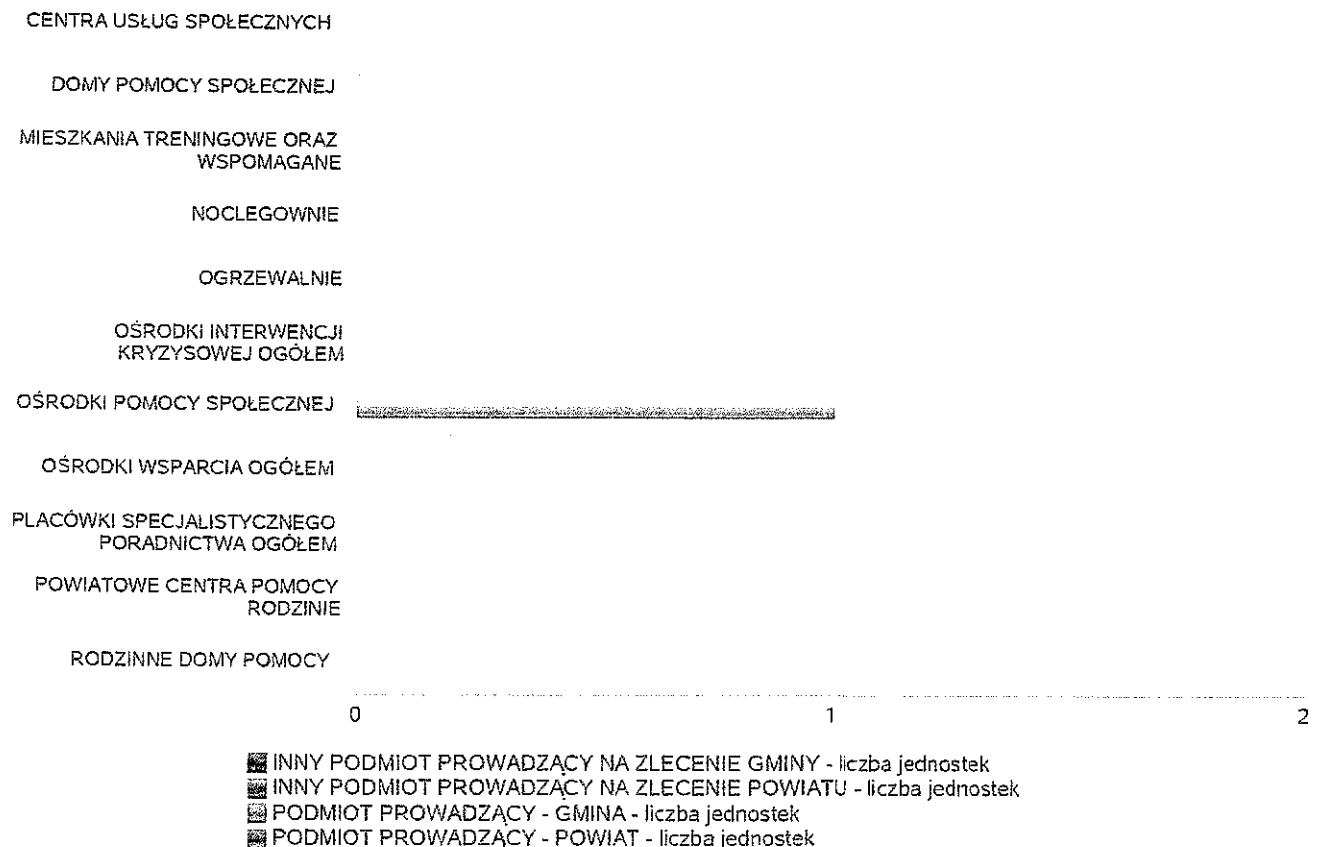 CENTRA USŁUG SPOŁECZNYCH
DOMY POMOCY SPOŁECZNEJ
MIESZKANIA TRENINGOWE ORAZ
WSPOMAGANE
NOCLEGOWNIE
OGRZEWALNIE
OŚRODKI INTERWENCJI
KRYZYSOWEJ OGÓŁEM
OŚRODKI POMOCY SPOŁECZNEJ
OŚRODKI WSPARCIA OGÓŁEM
PLACÓWKI SPECJALISTYCZNEGO
PORADNICTWA OGÓŁEM
POWIATOWE CENTRA POMOCY
RODZINIE
RODZINNE DOMY POMOCY
0 1 2
INNY PODMIOT PROWADZĄCY NA ZLECENIE GMINY - liczba jednostek
INNY PODMIOT PROWADZĄCY NA ZLECENIE POWIATU - liczba jednostek
PODMIOT PROWADZĄCY - GMINA - liczba jednostek
PODMIOT PROWADZĄCY - POWIAT - liczba jednostek